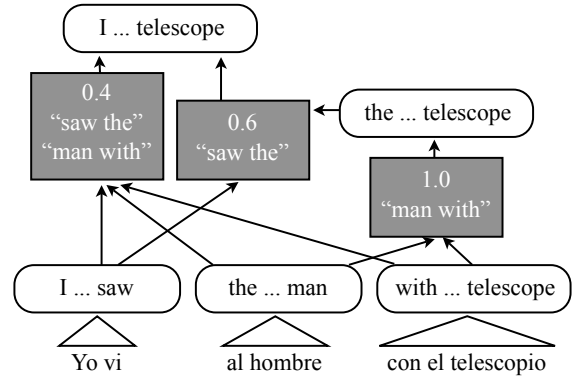 I ... telescope
0.4
“saw the”
“man with”
0.6
“saw the”
the ... telescope
1.0
“man with”
I ... saw
the ... man
with ... telescope
Yo vi
al hombre
con el telescopio